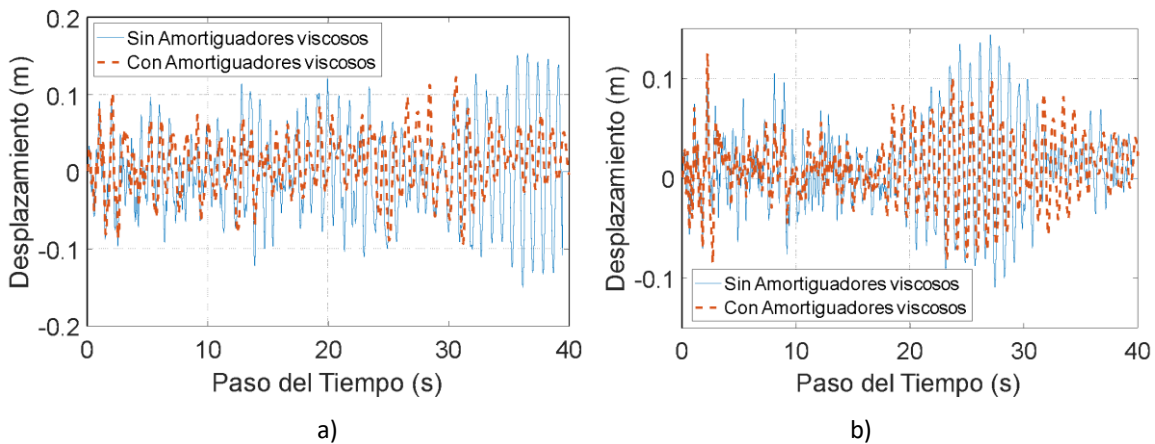 0.2
0.1
0
-0.1
-0.2
Desplazamiento (m)
Sin Amortiguadores viscosos
Con Amortiguadores viscosos
0 10 20 30 40
Paso del Tiempo (s)
a)
0.1
0
-0.1
Desplazamiento (m)
Sin Amortiguadores viscosos
Con Amortiguadores viscosos
0 10 20 30 40
Paso del Tiempo (s)
b)